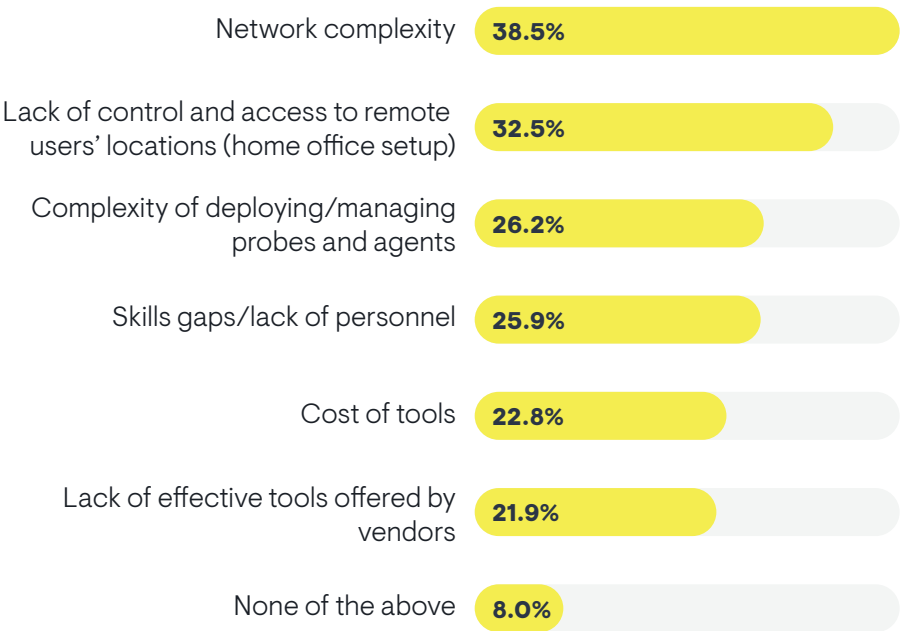 Network complexity
38.5%
Lack of control and access to remote
users’ locations (home office setup)
32.5%
Complexity of deploying/managing
probes and agents
26.2%
Skills gaps/lack of personnel
25.9%
Cost of tools
22.8%
Lack of effective tools offered by
vendors
21.9%
None of the above
8.0%